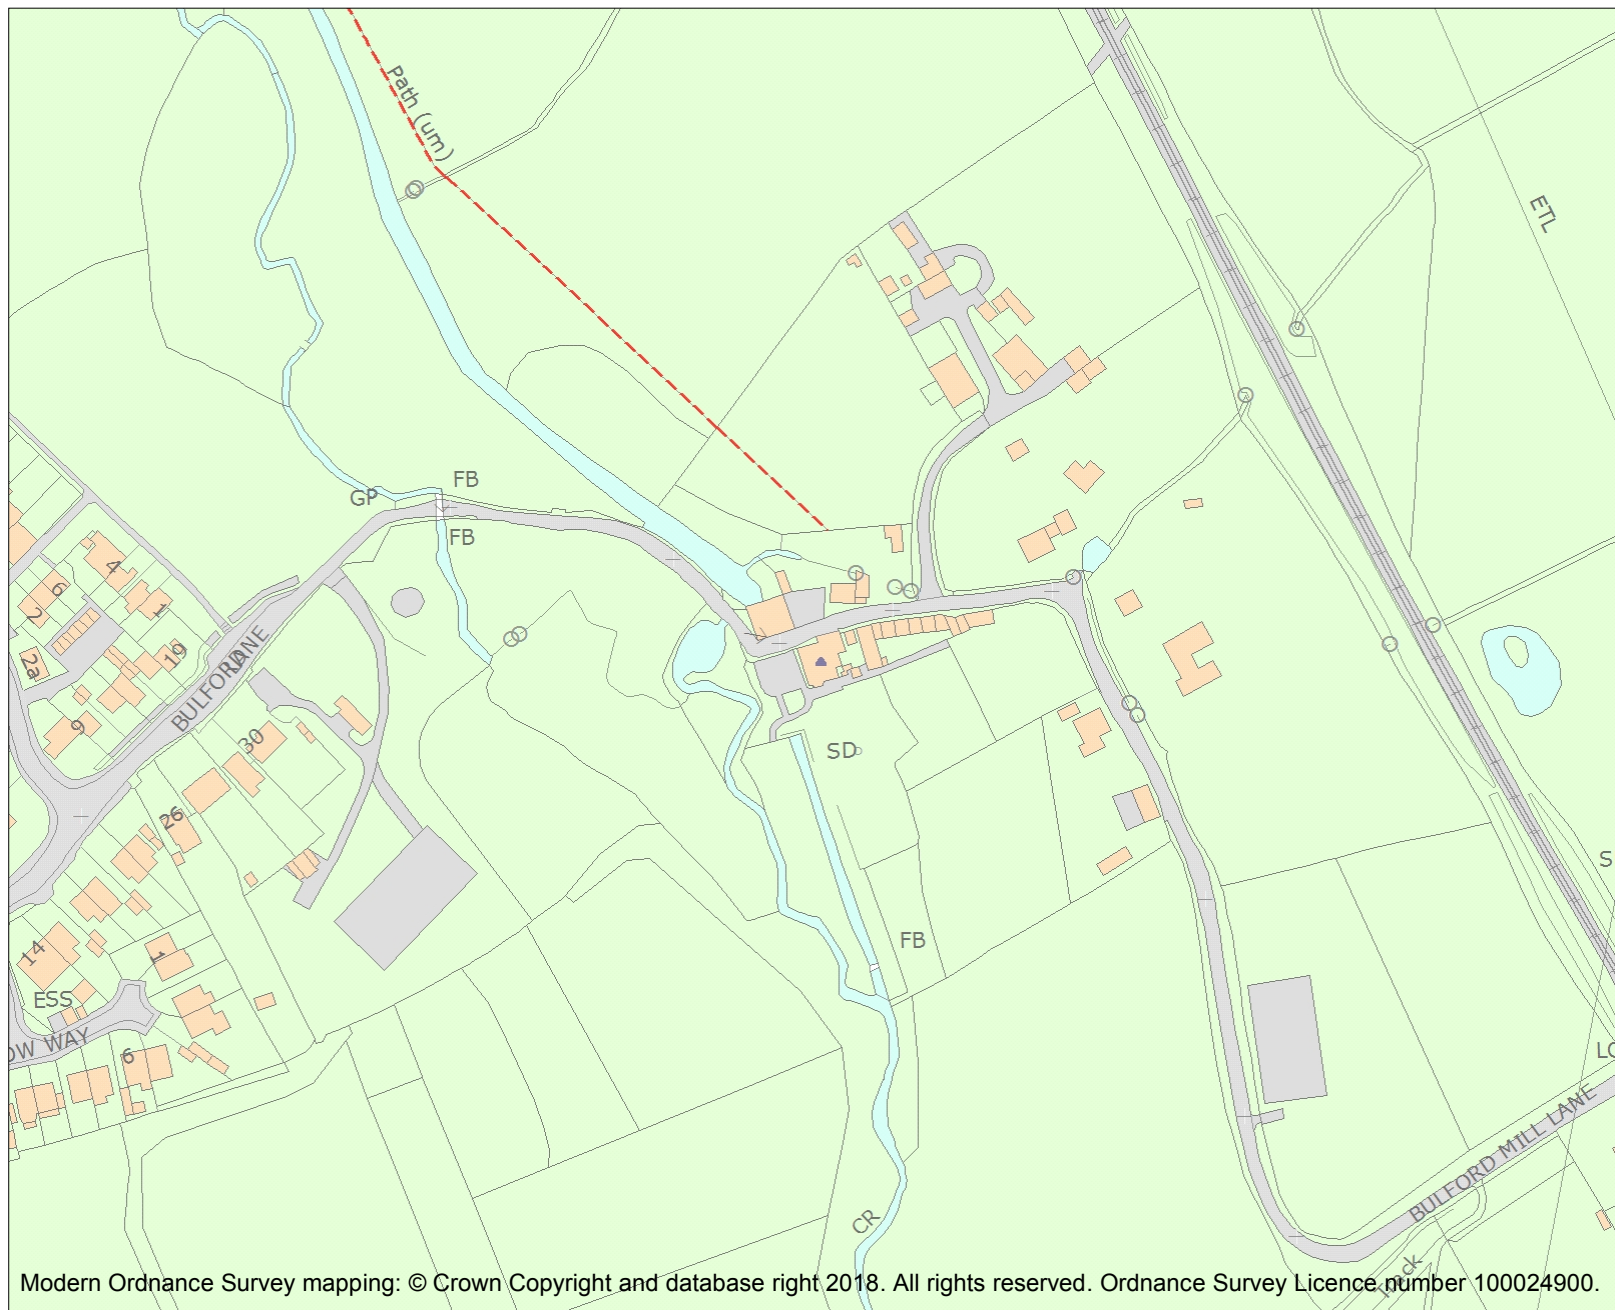 Path (um)
ETL
FB
GP
FB
4
6
2
1
2a
19
BULFORD LANE
9
30
SD
26
S
FB
14
1
ESS
OW WAY
6
LO
BULFORD MILL LANE
CR
Track
Modern Ordnance Survey mapping: © Crown Copyright and database right 2018. All rights reserved. Ordnance Survey Licence number 100024900.